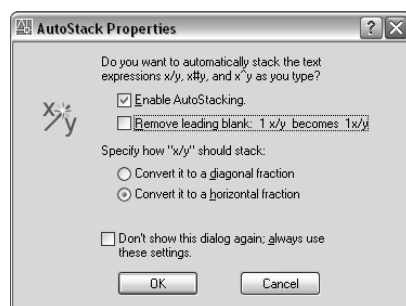 AutoStack Properties
Do you want to automatically stack the text
expressions x/y, x#y, and x^y as you type?
x/y
Enable AutoStacking.
Remove leading blank: 1 x/y becomes 1x/y
Specify how "x/y" should stack:
Convert it to a diagonal fraction
Convert it to a horizontal fraction
Don't show this dialog again; always use
these settings.
OK Cancel